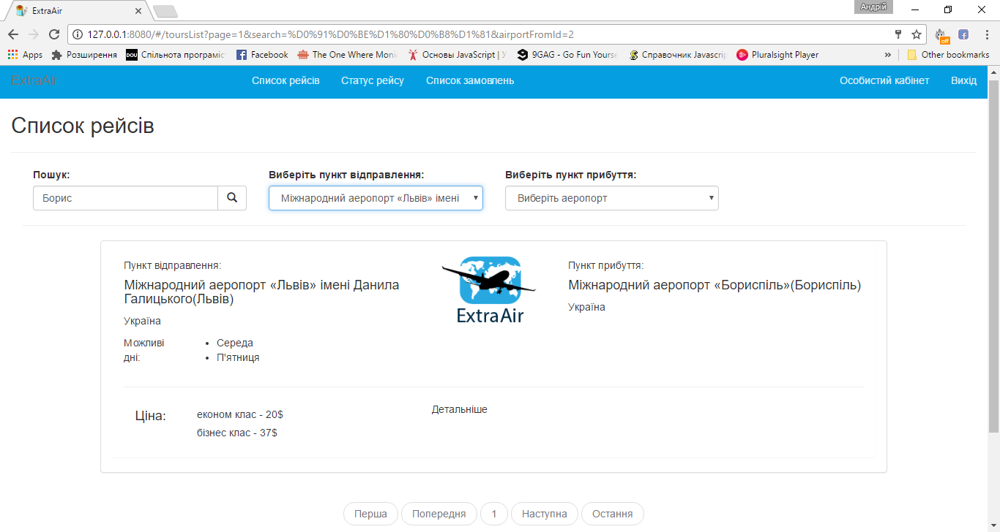 ExtraAir
Андрій
127.0.0.1:8080/#/toursList?page=1&search=%D0%91%D0%BE%D1%80%D0%B8%D1%81&airportFromId=2
off
Apps Розширення DOU Спільнота програміс Facebook The One Where Moni Основы JavaScript | У 9GAG - Go Fun Yourse Справочник Javascrip Pluralsight Player » Other bookmarks
ExtraAir Список рейсів Статус рейсу Список замовлень Особистий кабінет Вихід
Список рейсів
Пошук: Виберіть пункт відправлення: Виберіть пункт прибуття:
Борис Міжнародний аеропорт «Львів» імені Виберіть аеропорт
Пункт відправлення:
Міжнародний аеропорт «Львів» імені Данила
Галицького(Львів)
Україна
Можливі
дні:
• Середа
• П'ятниця
ExtraAir
Пункт прибуття:
Міжнародний аеропорт «Бориспіль»(Бориспіль)
Україна
Ціна:
економ клас - 20$
бізнес клас - 37$
Детальніше
Перша Попередня 1 Наступна Остання